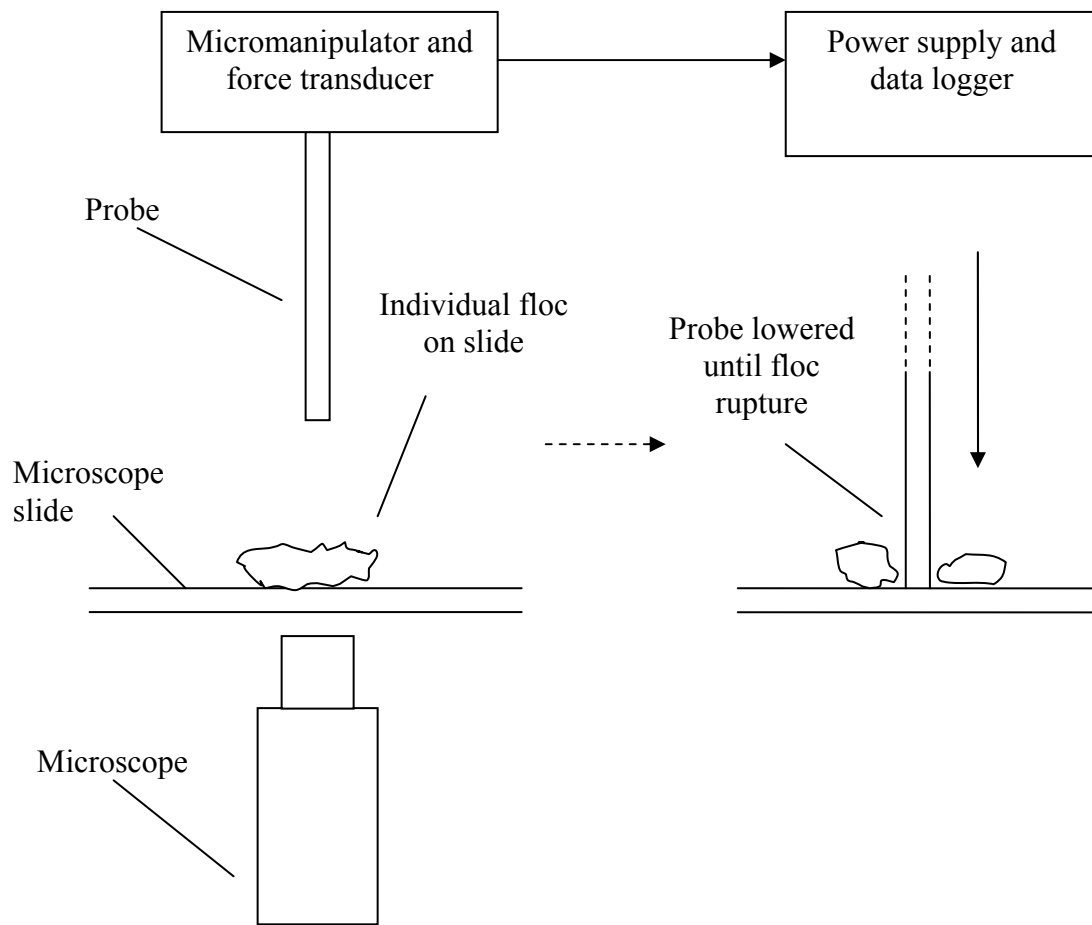 Micromanipulator and
force transducer
Power supply and
data logger
Probe
Individual floc
on slide
Probe lowered
until floc
rupture
Microscope
slide
Microscope